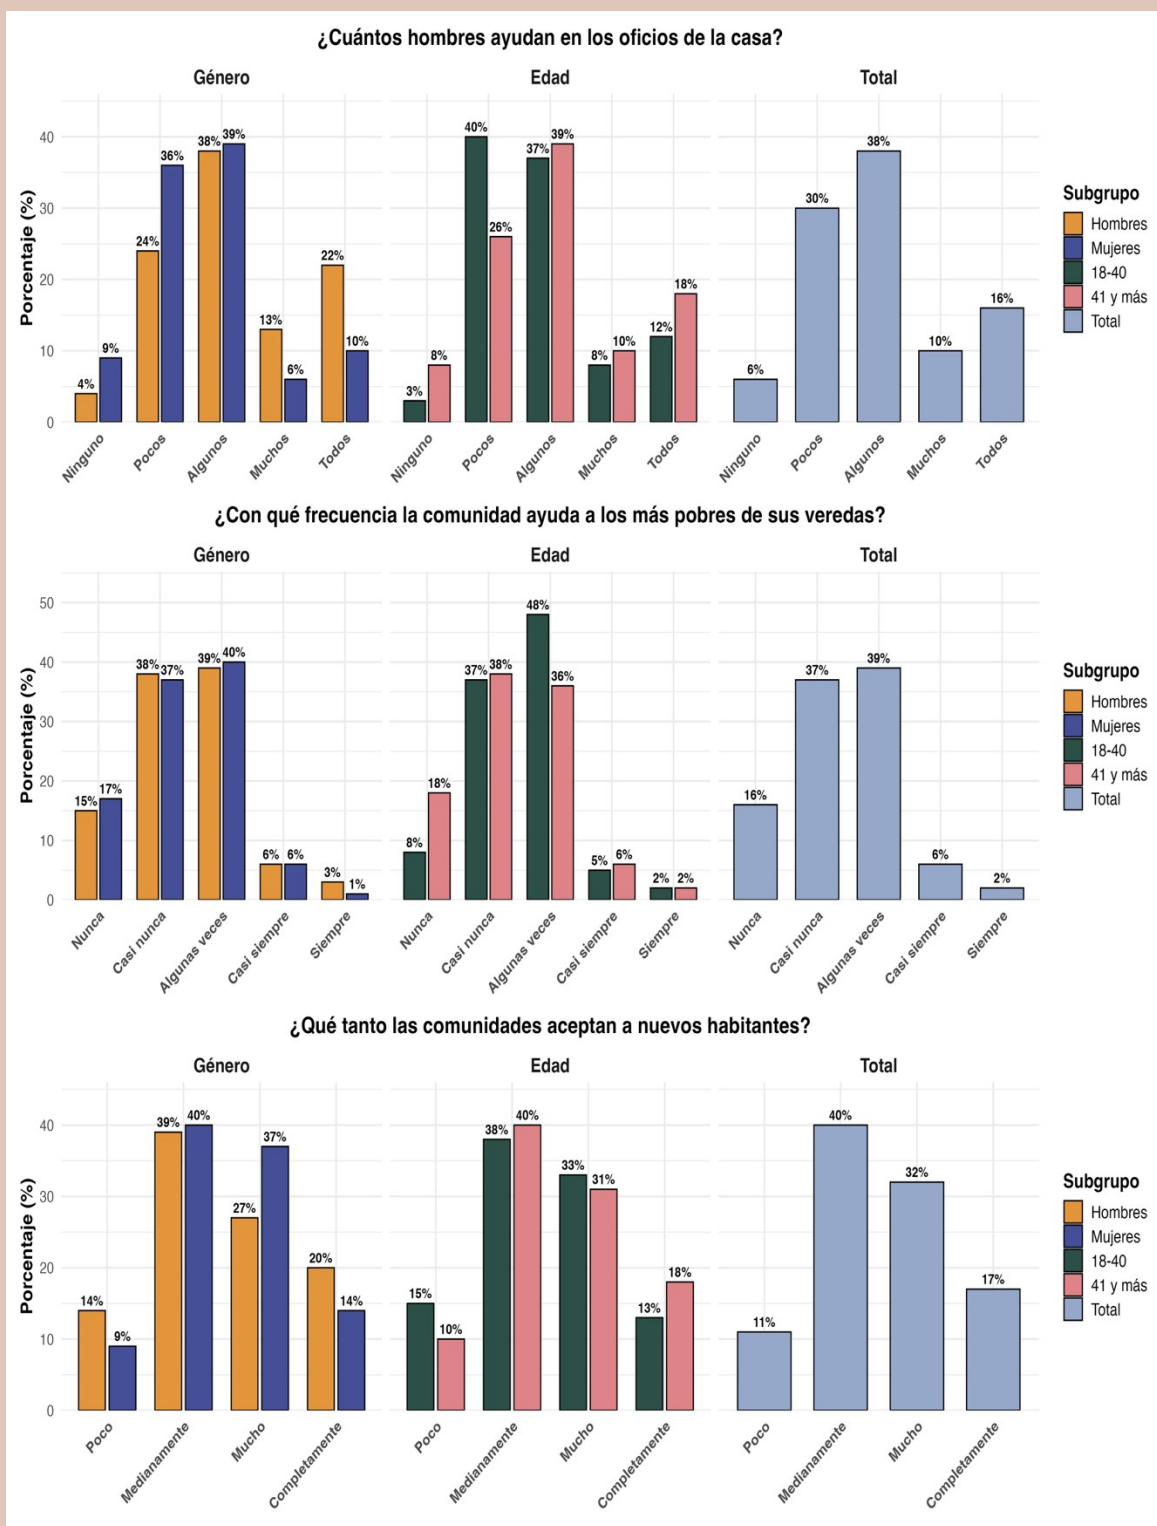 ¿Cuántos hombres ayudan en los oficios de la casa?
Género Edad Total
Porcentaje (%)
40
30
20
10
0
4% 9% 24% 36% 38% 39% 13% 6% 22% 10%
3% 8% 40% 26% 37% 39% 8% 10% 12% 18%
6% 30% 38% 10% 16%
Ninguno Pocos Algunos Muchos Todos
Ninguno Pocos Algunos Muchos Todos
Ninguno Pocos Algunos Muchos Todos
Subgrupo
Hombres
Mujeres
18-40
41 y más
Total
¿Con qué frecuencia la comunidad ayuda a los más pobres de sus veredas?
Género Edad Total
Porcentaje (%)
50
40
30
20
10
0
15% 17% 38% 37% 39% 40% 6% 6% 3% 1%
8% 18% 37% 38% 48% 36% 5% 6% 2% 2%
16% 37% 39% 6% 2%
Nunca Casi nunca Algunas veces Casi siempre Siempre
Nunca Casi nunca Algunas veces Casi siempre Siempre
Nunca Casi nunca Algunas veces Casi siempre Siempre
Subgrupo
Hombres
Mujeres
18-40
41 y más
Total
¿Qué tanto las comunidades aceptan a nuevos habitantes?
Género Edad Total
Porcentaje (%)
40
30
20
10
0
14% 9% 39% 40% 27% 37% 20% 14%
15% 10% 38% 40% 33% 31% 13% 18%
11% 40% 32% 17%
Poco Medianamente Mucho Completamente
Poco Medianamente Mucho Completamente
Poco Medianamente Mucho Completamente
Subgrupo
Hombres
Mujeres
18-40
41 y más
Total